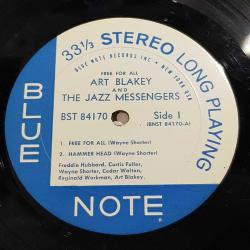 33⅓ STEREO LONG PLAYING
BLUE NOTE RECORDS INC • NEW YORK USA
FREE FOR ALL
ART BLAKEY
AND
THE JAZZ MESSENGERS
BST 84170 Side 1
(BNST 84170-A)
1. FREE FOR ALL (Wayne Shorter)
2. HAMMER HEAD (Wayne Shorter)
Freddie Hubbard, Curtis Fuller,
Wayne Shorter, Cedar Walton,
Reginald Workman, Art Blakey.
BLUE
NOTE